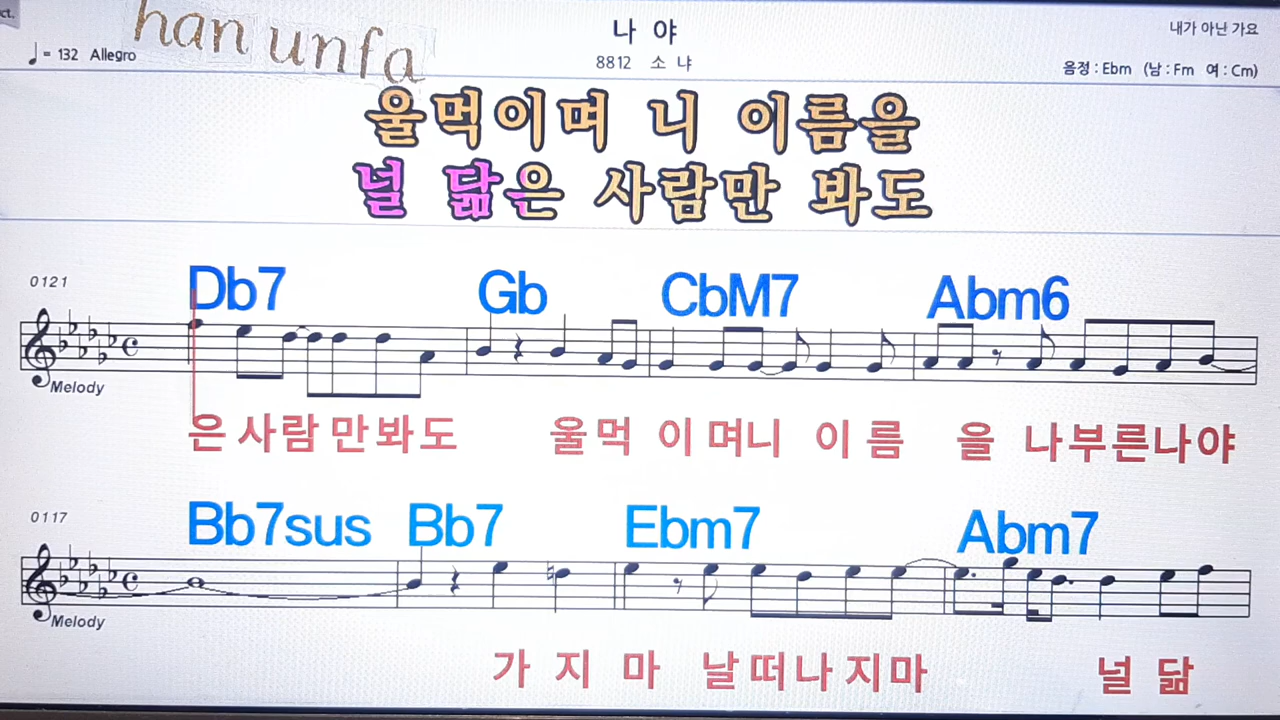 ct.
han unfa
나 야
내가 아닌 가요
♩= 132 Allegro
8812 소 냐
음정 : Ebm (남 : Fm 여 : Cm)
울먹이며 니 이름을
널 닮은 사람만 봐도
0121
Db7 Gb CbM7 Abm6
Melody
은 사람 만 봐 도 울 먹 이 며니 이 름 을 나 부른나 야
0117
Bb7sus Bb7 Ebm7 Abm7
Melody
가 지 마 날 떠 나 지 마 널 닮